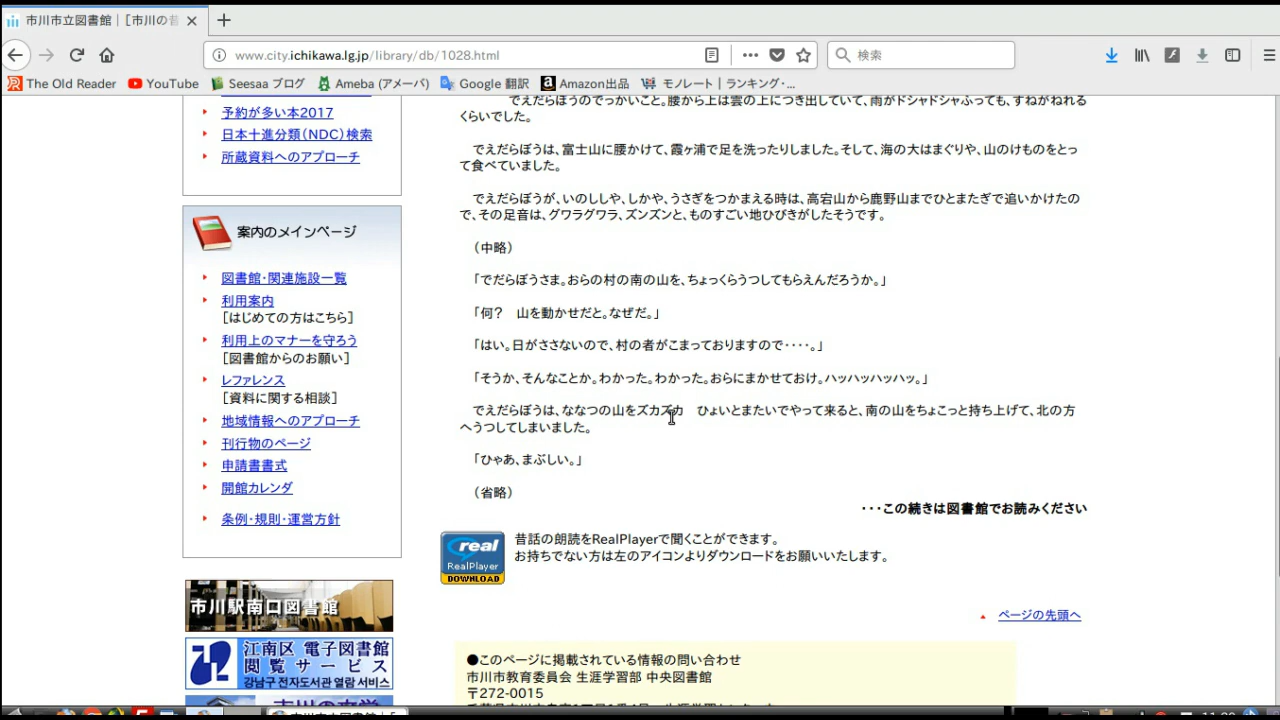 市川市立図書館｜［市川の昔
www.city.ichikawa.lg.jp/library/db/1028.html
検索
The Old Reader
YouTube
Seesaa ブログ
Ameba (アメーバ)
Google 翻訳
Amazon出品
モノレート | ランキング・...
予約が多い本2017
日本十進分類（NDC）検索
所蔵資料へのアプローチ
案内のメインページ
図書館・関連施設一覧
利用案内
［はじめての方はこちら］
利用上のマナーを守ろう
［図書館からのお願い］
レファレンス
［資料に関する相談］
地域情報へのアプローチ
刊行物のページ
申請書書式
開館カレンダ
条例・規則・運営方針
市川駅南口図書館
江南区 電子図書館
閲覧サービス
강남구 전자도서관 열람 서비스
でえだらぼうのでっかいこと。腰から上は雲の上につき出していて、雨がドシャドシャふっても、すねがねれる
くらいでした。
でえだらぼうは、富士山に腰かけて、霞ヶ浦で足を洗ったりしました。そして、海の大はまぐりや、山のけものをとっ
て食べていました。
でえだらぼうが、いのししや、しかや、うさぎをつかまえる時は、高宕山から鹿野山までひとまたぎで追いかけたの
で、その足音は、グワラグワラ、ズンズンと、ものすごい地ひびきがしたそうです。
（中略）
「でだらぼうさま。おらの村の南の山を、ちょっくらうつしてもらえんだろうか。」
「何？　山を動かせだと。なぜだ。」
「はい。日がささないので、村の者がこまっておりますので・・・・。」
「そうか、そんなことか。わかった。わかった。おらにまかせておけ。ハッハッハッハッ。」
でえだらぼうは、ななつの山をズカズカ　ひょいとまたいでやって来ると、南の山をちょこっと持ち上げて、北の方
へうつしてしまいました。
「ひゃあ、まぶしい。」
（省略）
・・・この続きは図書館でお読みください
real
RealPlayer
DOWNLOAD
昔話の朗読をRealPlayerで聞くことができます。
お持ちでない方は左のアイコンよりダウンロードをお願いいたします。
ページの先頭へ
●このページに掲載されている情報の問い合わせ
市川市教育委員会 生涯学習部 中央図書館
〒272-0015